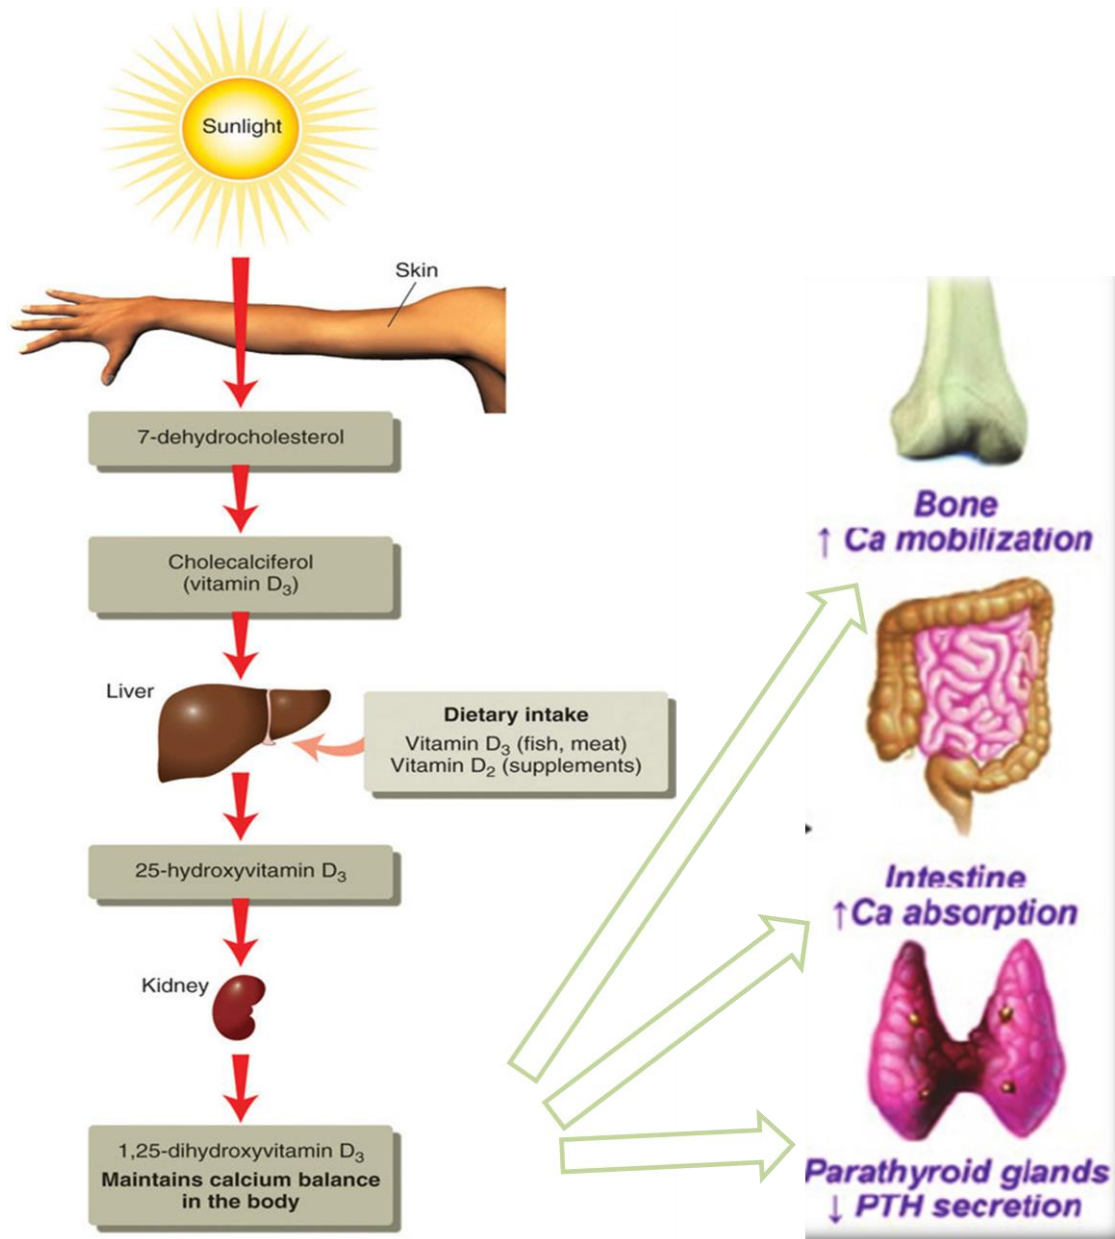 Sunlight
Skin
7-dehydrocholesterol
Cholecalciferol
(vitamin D₃)
Liver
Dietary intake
Vitamin D₃ (fish, meat)
Vitamin D₂ (supplements)
25-hydroxyvitamin D₃
Kidney
1,25-dihydroxyvitamin D₃
Maintains calcium balance
in the body
Bone
↑ Ca mobilization
Intestine
↑Ca absorption
Parathyroid glands
↓ PTH secretion